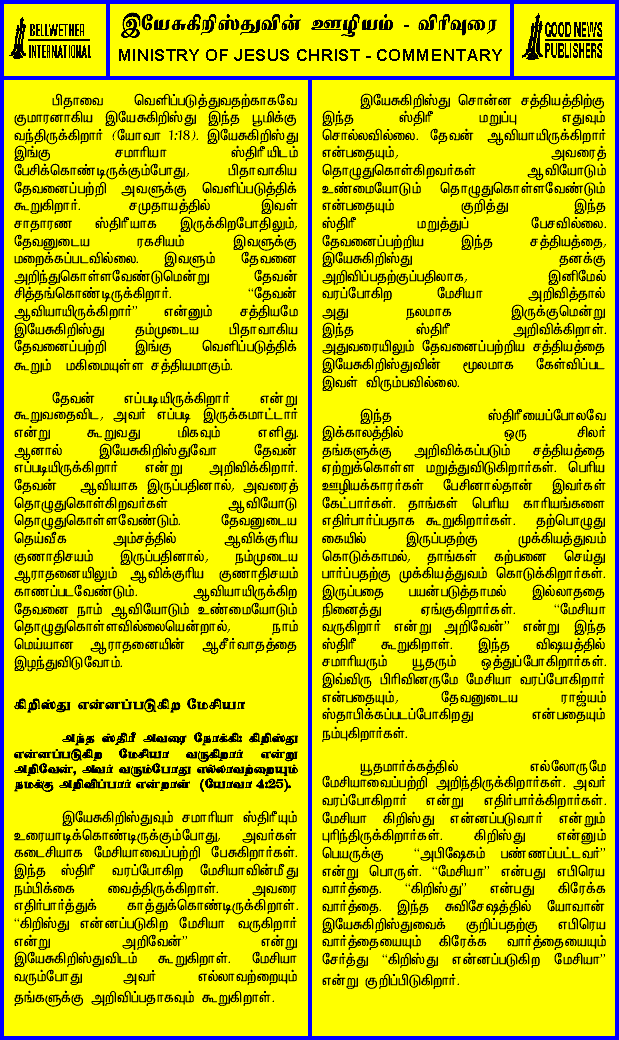 BELLWETHER
INTERNATIONAL
இயேசுகிறிஸ்துவின் ஊழியம் - விரிவுரை
MINISTRY OF JESUS CHRIST - COMMENTARY
GOOD NEWS
PUBLISHERS
பிதாவை வெளிப்படுத்துவதற்காகவே
குமாரனாகிய இயேசுகிறிஸ்து இந்த பூமிக்கு
வந்திருக்கிறார் (யோவா 1:18). இயேசுகிறிஸ்து
இங்கு சமாரியா ஸ்திரீயிடம்
பேசிக்கொண்டிருக்கும்போது, பிதாவாகிய
தேவனைப்பற்றி அவளுக்கு வெளிப்படுத்திக்
கூறுகிறார். சமுதாயத்தில் இவள்
சாதாரண ஸ்திரீயாக இருக்கிறபோதிலும்,
தேவனுடைய ரகசியம் இவளுக்கு
மறைக்கப்படவில்லை. இவளும் தேவனை
அறிந்துகொள்ளவேண்டுமென்று தேவன்
சித்தங்கொண்டிருக்கிறார். “தேவன்
ஆவியாயிருக்கிறார்” என்னும் சத்தியமே
இயேசுகிறிஸ்து தம்முடைய பிதாவாகிய
தேவனைப்பற்றி இங்கு வெளிப்படுத்திக்
கூறும் மகிமையுள்ள சத்தியமாகும்.
தேவன் எப்படியிருக்கிறார் என்று
கூறுவதைவிட, அவர் எப்படி இருக்கமாட்டார்
என்று கூறுவது மிகவும் எளிது.
ஆனால் இயேசுகிறிஸ்துவோ தேவன்
எப்படியிருக்கிறார் என்று அறிவிக்கிறார்.
தேவன் ஆவியாக இருப்பதினால், அவரைத்
தொழுதுகொள்கிறவர்கள் ஆவியோடு
தொழுதுகொள்ளவேண்டும். தேவனுடைய
தெய்வீக அம்சத்தில் ஆவிக்குரிய
குணாதிசயம் இருப்பதினால், நம்முடைய
ஆராதனையிலும் ஆவிக்குரிய குணாதிசயம்
காணப்படவேண்டும். ஆவியாயிருக்கிற
தேவனை நாம் ஆவியோடும் உண்மையோடும்
தொழுதுகொள்ளவில்லையென்றால், நாம்
மெய்யான ஆராதனையின் ஆசீர்வாதத்தை
இழந்துவிடுவோம்.
கிறிஸ்து என்னப்படுகிற மேசியா
அந்த ஸ்திரீ அவரை நோக்கி: கிறிஸ்து
என்னப்படுகிற மேசியா வருகிறார் என்று
அறிவேன், அவர் வரும்போது எல்லாவற்றையும்
நமக்கு அறிவிப்பார் என்றாள் (யோவா 4:25).
இயேசுகிறிஸ்துவும் சமாரியா ஸ்திரீயும்
உரையாடிக்கொண்டிருக்கும்போது, அவர்கள்
கடைசியாக மேசியாவைப்பற்றி பேசுகிறார்கள்.
இந்த ஸ்திரீ வரப்போகிற மேசியாவின்மீது
நம்பிக்கை வைத்திருக்கிறாள். அவரை
எதிர்பார்த்துக் காத்துக்கொண்டிருக்கிறாள்.
“கிறிஸ்து என்னப்படுகிற மேசியா வருகிறார்
என்று அறிவேன்” என்று
இயேசுகிறிஸ்துவிடம் கூறுகிறாள். மேசியா
வரும்போது அவர் எல்லாவற்றையும்
தங்களுக்கு அறிவிப்பதாகவும் கூறுகிறாள்.
இயேசுகிறிஸ்து சொன்ன சத்தியத்திற்கு
இந்த ஸ்திரீ மறுப்பு எதுவும்
சொல்லவில்லை. தேவன் ஆவியாயிருக்கிறார்
என்பதையும், அவரைத்
தொழுதுகொள்கிறவர்கள் ஆவியோடும்
உண்மையோடும் தொழுதுகொள்ளவேண்டும்
என்பதையும் குறித்து இந்த
ஸ்திரீ மறுத்துப் பேசவில்லை.
தேவனைப்பற்றிய இந்த சத்தியத்தை,
இயேசுகிறிஸ்து தனக்கு
அறிவிப்பதற்குப்பதிலாக, இனிமேல்
வரப்போகிற மேசியா அறிவித்தால்
அது நலமாக இருக்குமென்று
இந்த ஸ்திரீ அறிவிக்கிறாள்.
அதுவரையிலும் தேவனைப்பற்றிய சத்தியத்தை
இயேசுகிறிஸ்துவின் மூலமாக கேள்விப்பட
இவள் விரும்பவில்லை.
இந்த ஸ்திரீயைப்போலவே
இக்காலத்தில் ஒரு சிலர்
தங்களுக்கு அறிவிக்கப்படும் சத்தியத்தை
ஏற்றுக்கொள்ள மறுத்துவிடுகிறார்கள். பெரிய
ஊழியக்காரர்கள் பேசினால்தான் இவர்கள்
கேட்பார்கள். தாங்கள் பெரிய காரியங்களை
எதிர்பார்ப்பதாக கூறுகிறார்கள். தற்பொழுது
கையில் இருப்பதற்கு முக்கியத்துவம்
கொடுக்காமல், தாங்கள் கற்பனை செய்து
பார்ப்பதற்கு முக்கியத்துவம் கொடுக்கிறார்கள்.
இருப்பதை பயன்படுத்தாமல் இல்லாததை
நினைத்து ஏங்குகிறார்கள். “மேசியா
வருகிறார் என்று அறிவேன்” என்று இந்த
ஸ்திரீ கூறுகிறாள். இந்த விஷயத்தில்
சமாரியரும் யூதரும் ஒத்துப்போகிறார்கள்.
இவ்விரு பிரிவினருமே மேசியா வரப்போகிறார்
என்பதையும், தேவனுடைய ராஜ்யம்
ஸ்தாபிக்கப்படப்போகிறது என்பதையும்
நம்புகிறார்கள்.
யூதமார்க்கத்தில் எல்லோருமே
மேசியாவைப்பற்றி அறிந்திருக்கிறார்கள். அவர்
வரப்போகிறார் என்று எதிர்பார்க்கிறார்கள்.
மேசியா கிறிஸ்து என்னப்படுவார் என்றும்
புரிந்திருக்கிறார்கள். கிறிஸ்து என்னும்
பெயருக்கு “அபிஷேகம் பண்ணப்பட்டவர்”
என்று பொருள். “மேசியா” என்பது எபிரெய
வார்த்தை. “கிறிஸ்து” என்பது கிரேக்க
வார்த்தை. இந்த சுவிசேஷத்தில் யோவான்
இயேசுகிறிஸ்துவைக் குறிப்பதற்கு எபிரெய
வார்த்தையையும் கிரேக்க வார்த்தையையும்
சேர்த்து “கிறிஸ்து என்னப்படுகிற மேசியா”
என்று குறிப்பிடுகிறார்.